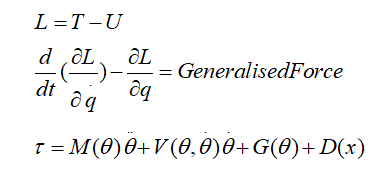 L = T − U
d/dt (∂L/∂q̇) − ∂L/∂q = GeneralisedForce
τ = M(θ)θ̈ + V(θ,θ̇)θ̇ + G(θ) + D(x)